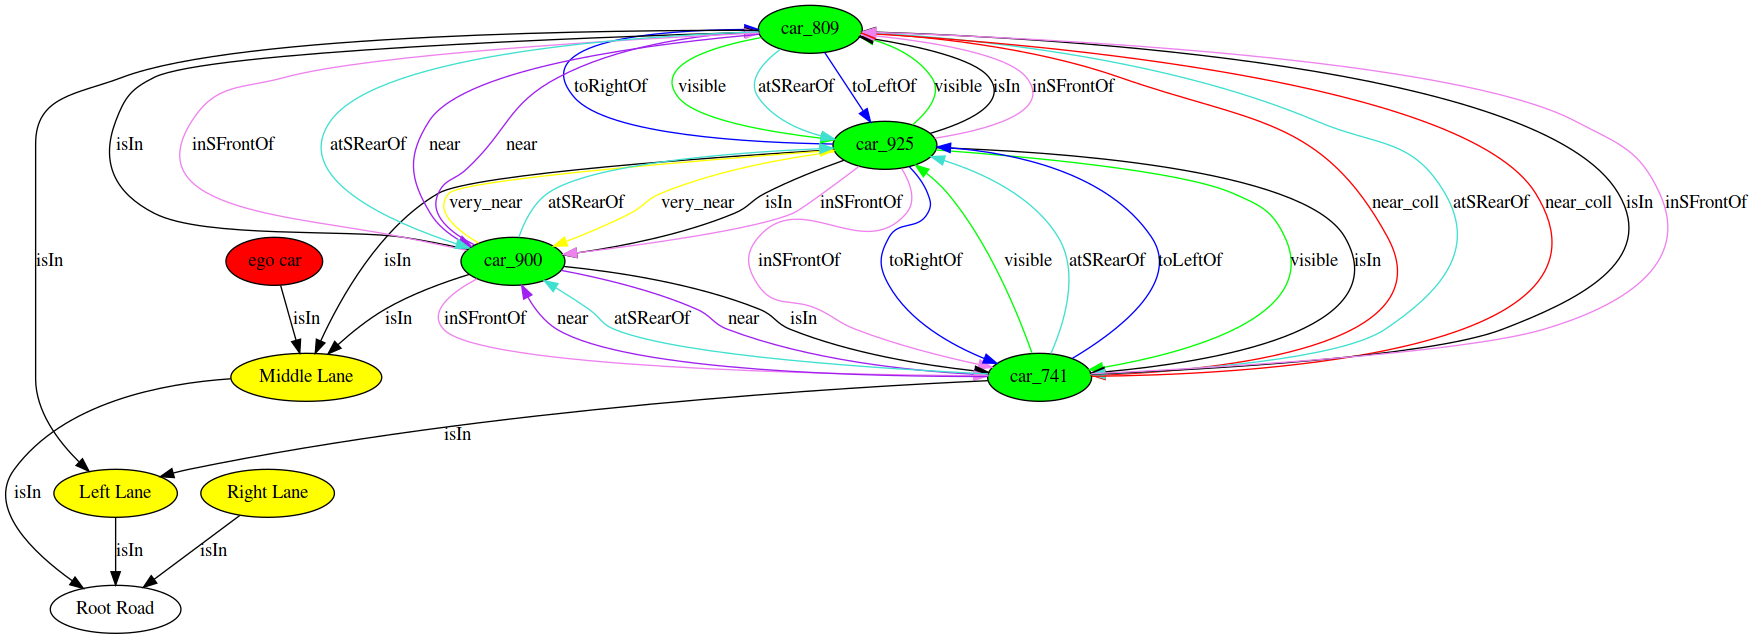 car_809
toRightOf
visible
atSRearOf
toLeftOf
visible
isIn
inSFrontOf
isIn
inSFrontOf
atSRearOf
near
near
car_925
very_near
atSRearOf
very_near
isIn
inSFrontOf
near_coll
atSRearOf
near_coll
isIn
inSFrontOf
isIn
ego car
isIn
car_900
inSFrontOf
toRightOf
visible
atSRearOf
toLeftOf
visible
isIn
isIn
isIn
inSFrontOf
near
atSRearOf
near
isIn
Middle Lane
car_741
isIn
isIn
Left Lane
Right Lane
isIn
isIn
Root Road